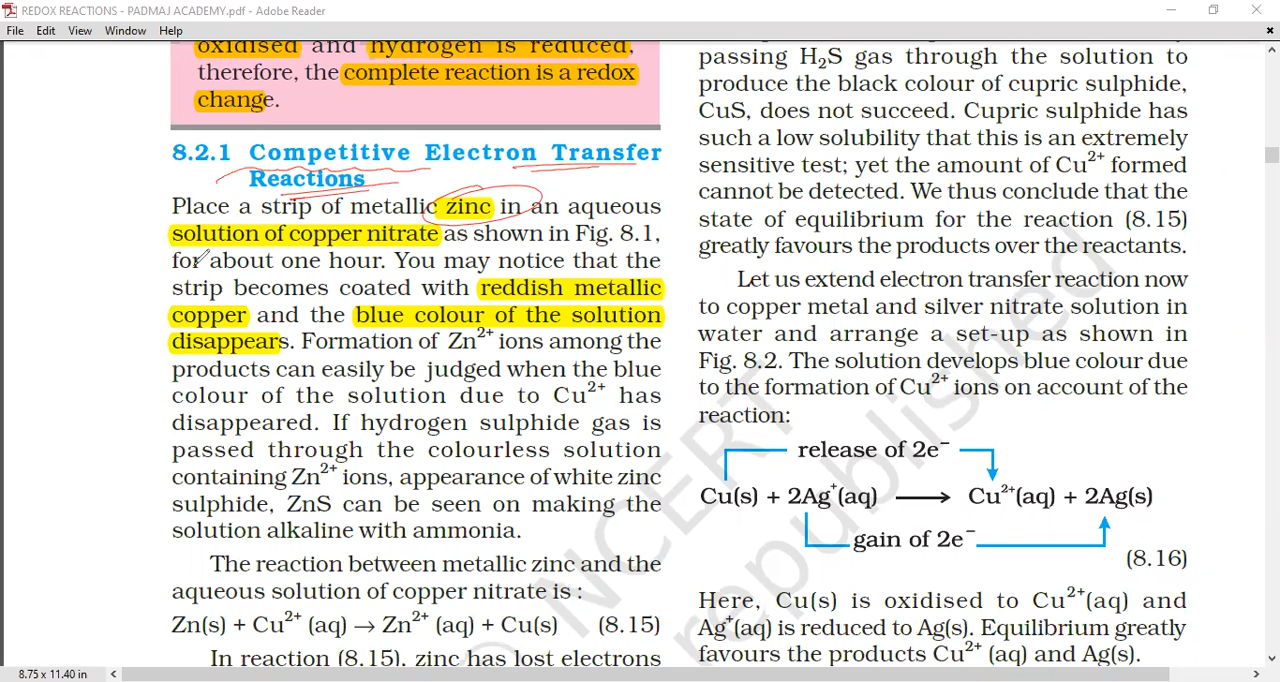 REDOX REACTIONS - PADMAJ ACADEMY.pdf - Adobe Reader
File Edit View Window Help
oxidised and hydrogen is reduced,
therefore, the complete reaction is a redox
change.
8.2.1 Competitive Electron Transfer
Reactions
Place a strip of metallic zinc in an aqueous
solution of copper nitrate as shown in Fig. 8.1,
for about one hour. You may notice that the
strip becomes coated with reddish metallic
copper and the blue colour of the solution
disappears. Formation of Zn²⁺ ions among the
products can easily be judged when the blue
colour of the solution due to Cu²⁺ has
disappeared. If hydrogen sulphide gas is
passed through the colourless solution
containing Zn²⁺ ions, appearance of white zinc
sulphide, ZnS can be seen on making the
solution alkaline with ammonia.
The reaction between metallic zinc and the
aqueous solution of copper nitrate is :
Zn(s) + Cu²⁺ (aq) → Zn²⁺ (aq) + Cu(s) (8.15)
In reaction (8.15), zinc has lost electrons
passing H₂S gas through the solution to
produce the black colour of cupric sulphide,
CuS, does not succeed. Cupric sulphide has
such a low solubility that this is an extremely
sensitive test; yet the amount of Cu²⁺ formed
cannot be detected. We thus conclude that the
state of equilibrium for the reaction (8.15)
greatly favours the products over the reactants.
Let us extend electron transfer reaction now
to copper metal and silver nitrate solution in
water and arrange a set-up as shown in
Fig. 8.2. The solution develops blue colour due
to the formation of Cu²⁺ ions on account of the
reaction:
release of 2e⁻
Cu(s) + 2Ag⁺(aq) ⟶ Cu²⁺(aq) + 2Ag(s)
gain of 2e⁻
(8.16)
Here, Cu(s) is oxidised to Cu²⁺(aq) and
Ag⁺(aq) is reduced to Ag(s). Equilibrium greatly
favours the products Cu²⁺ (aq) and Ag(s).
© NCERT
republished
8.75 x 11.40 in